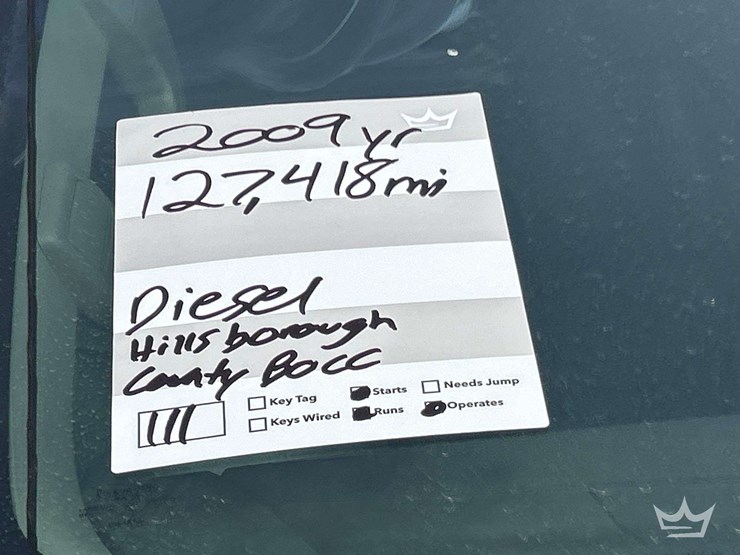 2009 yr
127,418 mi
Diesel
Hillsborough
County BOCC
Key Tag Starts Needs Jump
Keys Wired Runs Operates